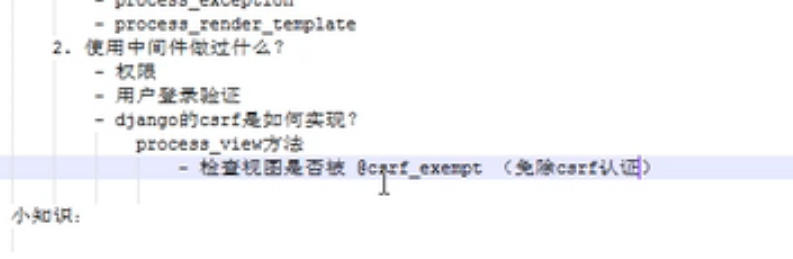 - process_exception
- process_render_template
2. 使用中间件做过什么?
- 权限
- 用户登录验证
- django的csrf是如何实现?
process_view方法
- 检查视图是否被 @csrf_exempt （免除csrf认证）
小知识: